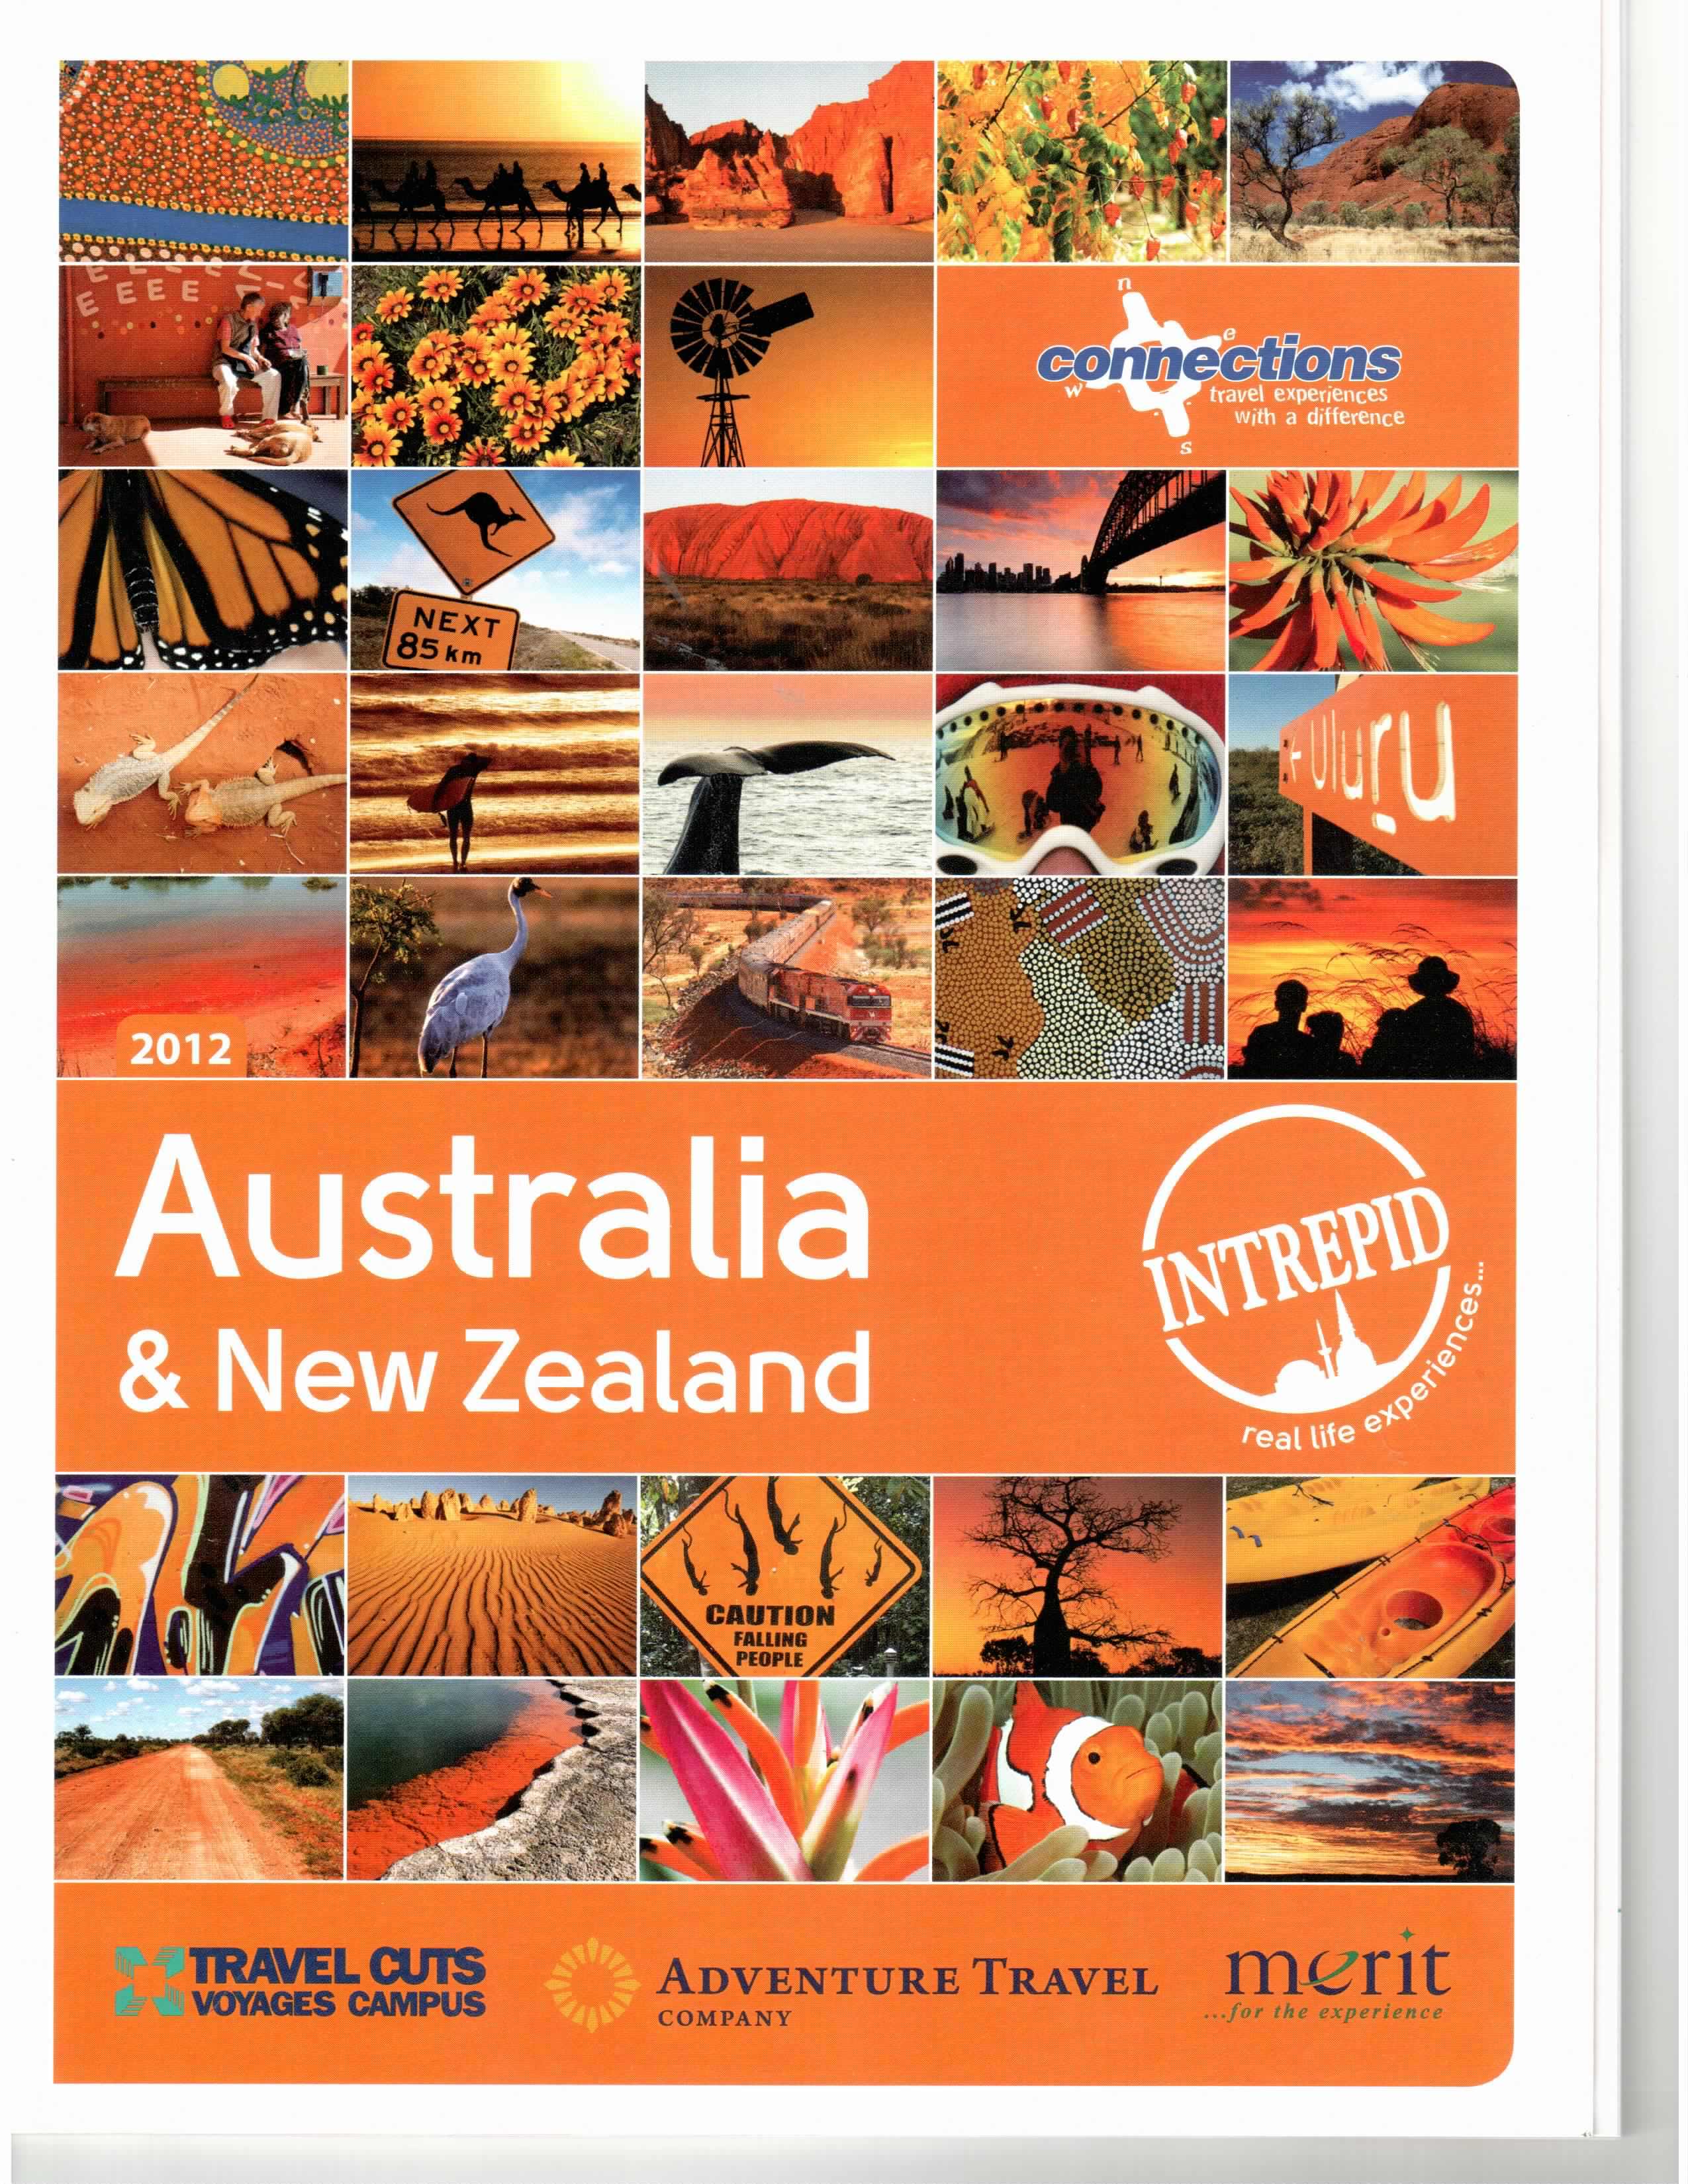 E E E E
n
e
connections
w
travel experiences
with a difference
s
NEXT
85 km
uluru
2012
Australia
& New Zealand
INTREPID
real life experiences...
CAUTION
FALLING
PEOPLE
TRAVEL CUTS
VOYAGES CAMPUS
ADVENTURE TRAVEL
COMPANY
merit
...for the experience